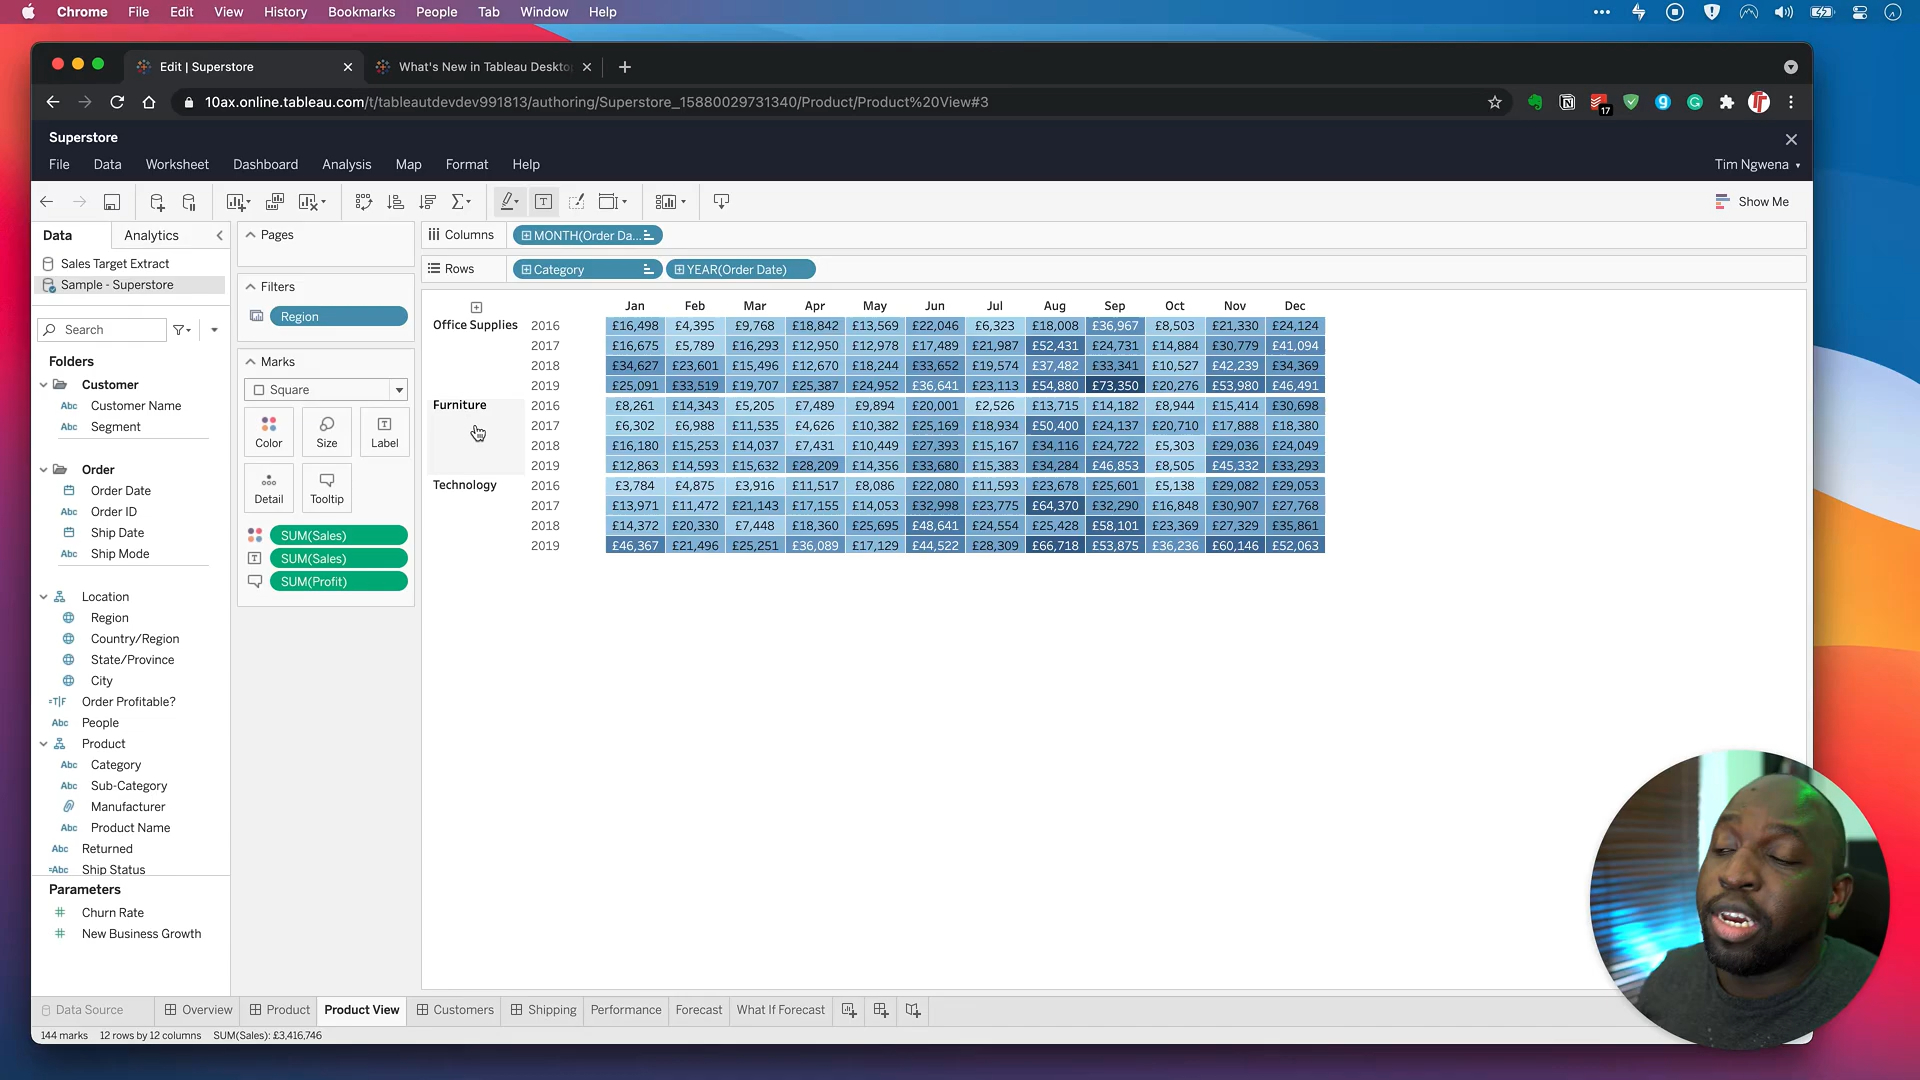 Chrome File Edit View History Bookmarks People Tab Window Help
Edit | Superstore What's New in Tableau Deskto
10ax.online.tableau.com/t/tableautdevdev991813/authoring/Superstore_15880029731340/Product/Product%20View#3
17
Superstore
File Data Worksheet Dashboard Analysis Map Format Help
Tim Ngwena
Show Me
Data Analytics
Pages
Columns MONTH(Order Da...
Sales Target Extract
Sample - Superstore
Rows Category YEAR(Order Date)
Filters
Region
Search
Folders
Customer
Abc Customer Name
Abc Segment
Order
Order Date
Abc Order ID
Ship Date
Abc Ship Mode
Location
Region
Country/Region
State/Province
City
=T|F Order Profitable?
Abc People
Product
Abc Category
Abc Sub-Category
Manufacturer
Abc Product Name
Abc Returned
=Abc Ship Status
Parameters
# Churn Rate
# New Business Growth
Marks
Square
Color Size Label
Detail Tooltip
SUM(Sales)
SUM(Sales)
SUM(Profit)
Jan Feb Mar Apr May Jun Jul Aug Sep Oct Nov Dec
Office Supplies 2016 £16,498 £4,395 £9,768 £18,842 £13,569 £22,046 £6,323 £18,008 £36,967 £8,503 £21,330 £24,124
2017 £16,675 £5,789 £16,293 £12,950 £12,978 £17,489 £21,987 £52,431 £24,731 £14,884 £30,779 £41,094
2018 £34,627 £23,601 £15,496 £12,670 £18,244 £33,652 £19,574 £37,482 £33,341 £10,527 £42,239 £34,369
2019 £25,091 £33,519 £19,707 £25,387 £24,952 £36,641 £23,113 £54,880 £73,350 £20,276 £53,980 £46,491
Furniture 2016 £8,261 £14,343 £5,205 £7,489 £9,894 £20,001 £2,526 £13,715 £14,182 £8,944 £15,414 £30,698
2017 £6,302 £6,988 £11,535 £4,626 £10,382 £25,169 £18,934 £50,400 £24,137 £20,710 £17,888 £18,380
2018 £16,180 £15,253 £14,037 £7,431 £10,449 £27,393 £15,167 £34,116 £24,722 £5,303 £29,036 £24,049
2019 £12,863 £14,593 £15,632 £28,209 £14,356 £33,680 £15,383 £34,284 £46,853 £8,505 £45,332 £33,293
Technology 2016 £3,784 £4,875 £3,916 £11,517 £8,086 £22,080 £11,593 £23,678 £25,601 £5,138 £29,082 £29,053
2017 £13,971 £11,472 £21,143 £17,155 £14,053 £32,998 £23,775 £64,370 £32,290 £16,848 £30,907 £27,768
2018 £14,372 £20,330 £7,448 £18,360 £25,695 £48,641 £24,554 £25,428 £58,101 £23,369 £27,329 £35,861
2019 £46,367 £21,496 £25,251 £36,089 £17,129 £44,522 £28,309 £66,718 £53,875 £36,236 £60,146 £52,063
Data Source Overview Product Product View Customers Shipping Performance Forecast What If Forecast
144 marks 12 rows by 12 columns SUM(Sales): £3,416,746